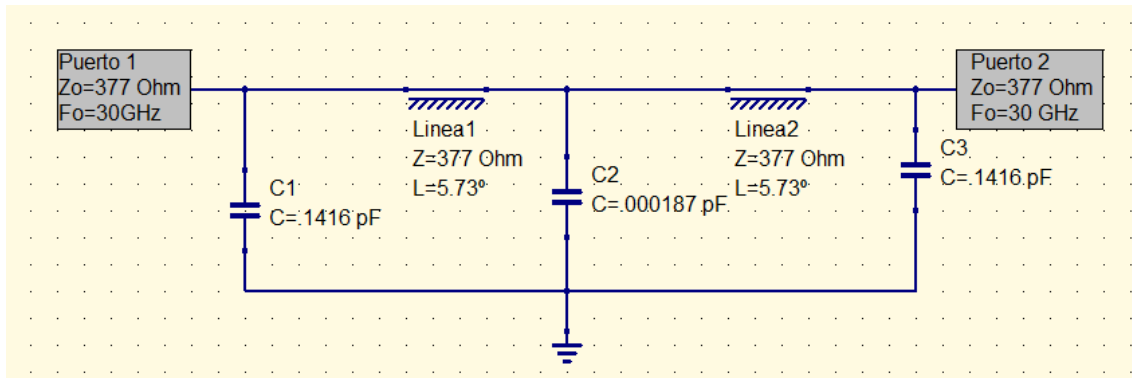 Puerto 1
Zo=377 Ohm
Fo=30GHz
Puerto 2
Zo=377 Ohm
Fo=30 GHz
Linea1
Z=377 Ohm
L=5.73º
Linea2
Z=377 Ohm
L=5.73º
C1
C=.1416 pF
C2
C=.000187 pF
C3
C=.1416 pF